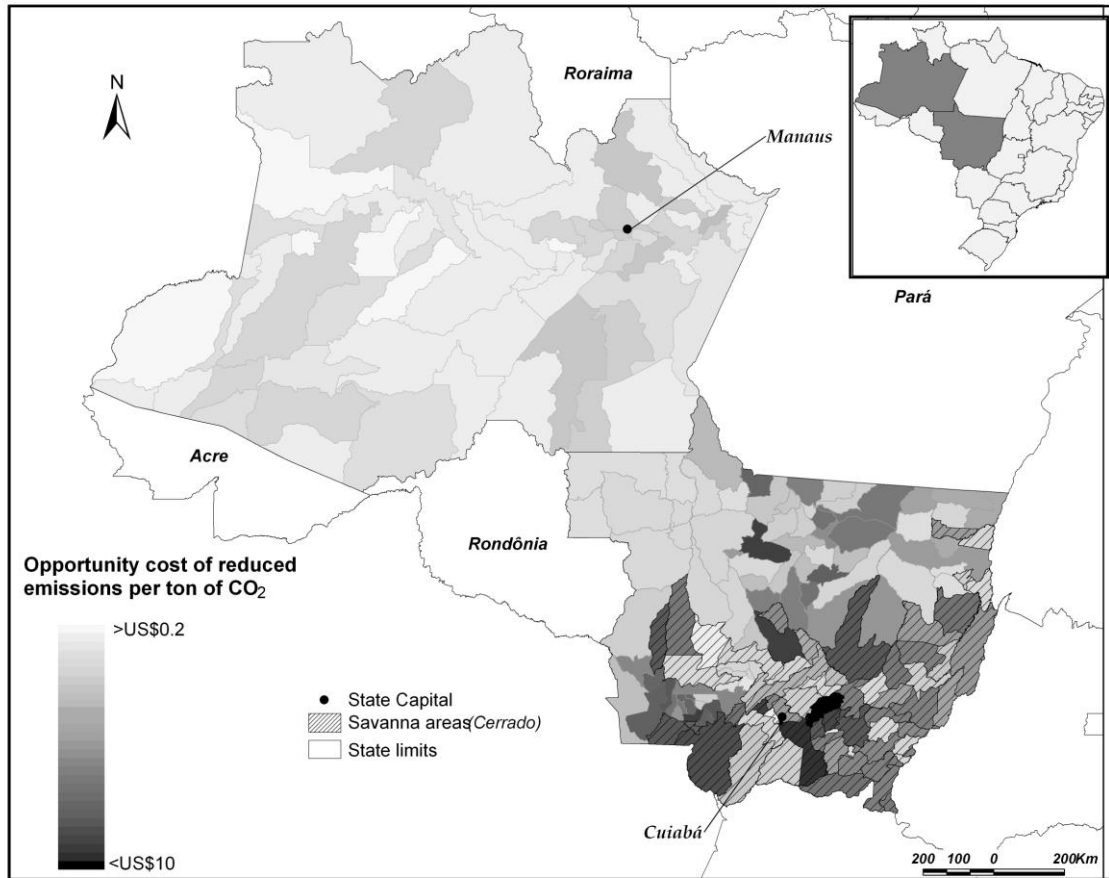 N
Roraima
Manaus
Pará
Acre
Rondônia
Opportunity cost of reduced
emissions per ton of CO2
>US$0.2
State Capital
Savanna areas(Cerrado)
State limits
<US$10
Cuiabá
200 100 0 200Km